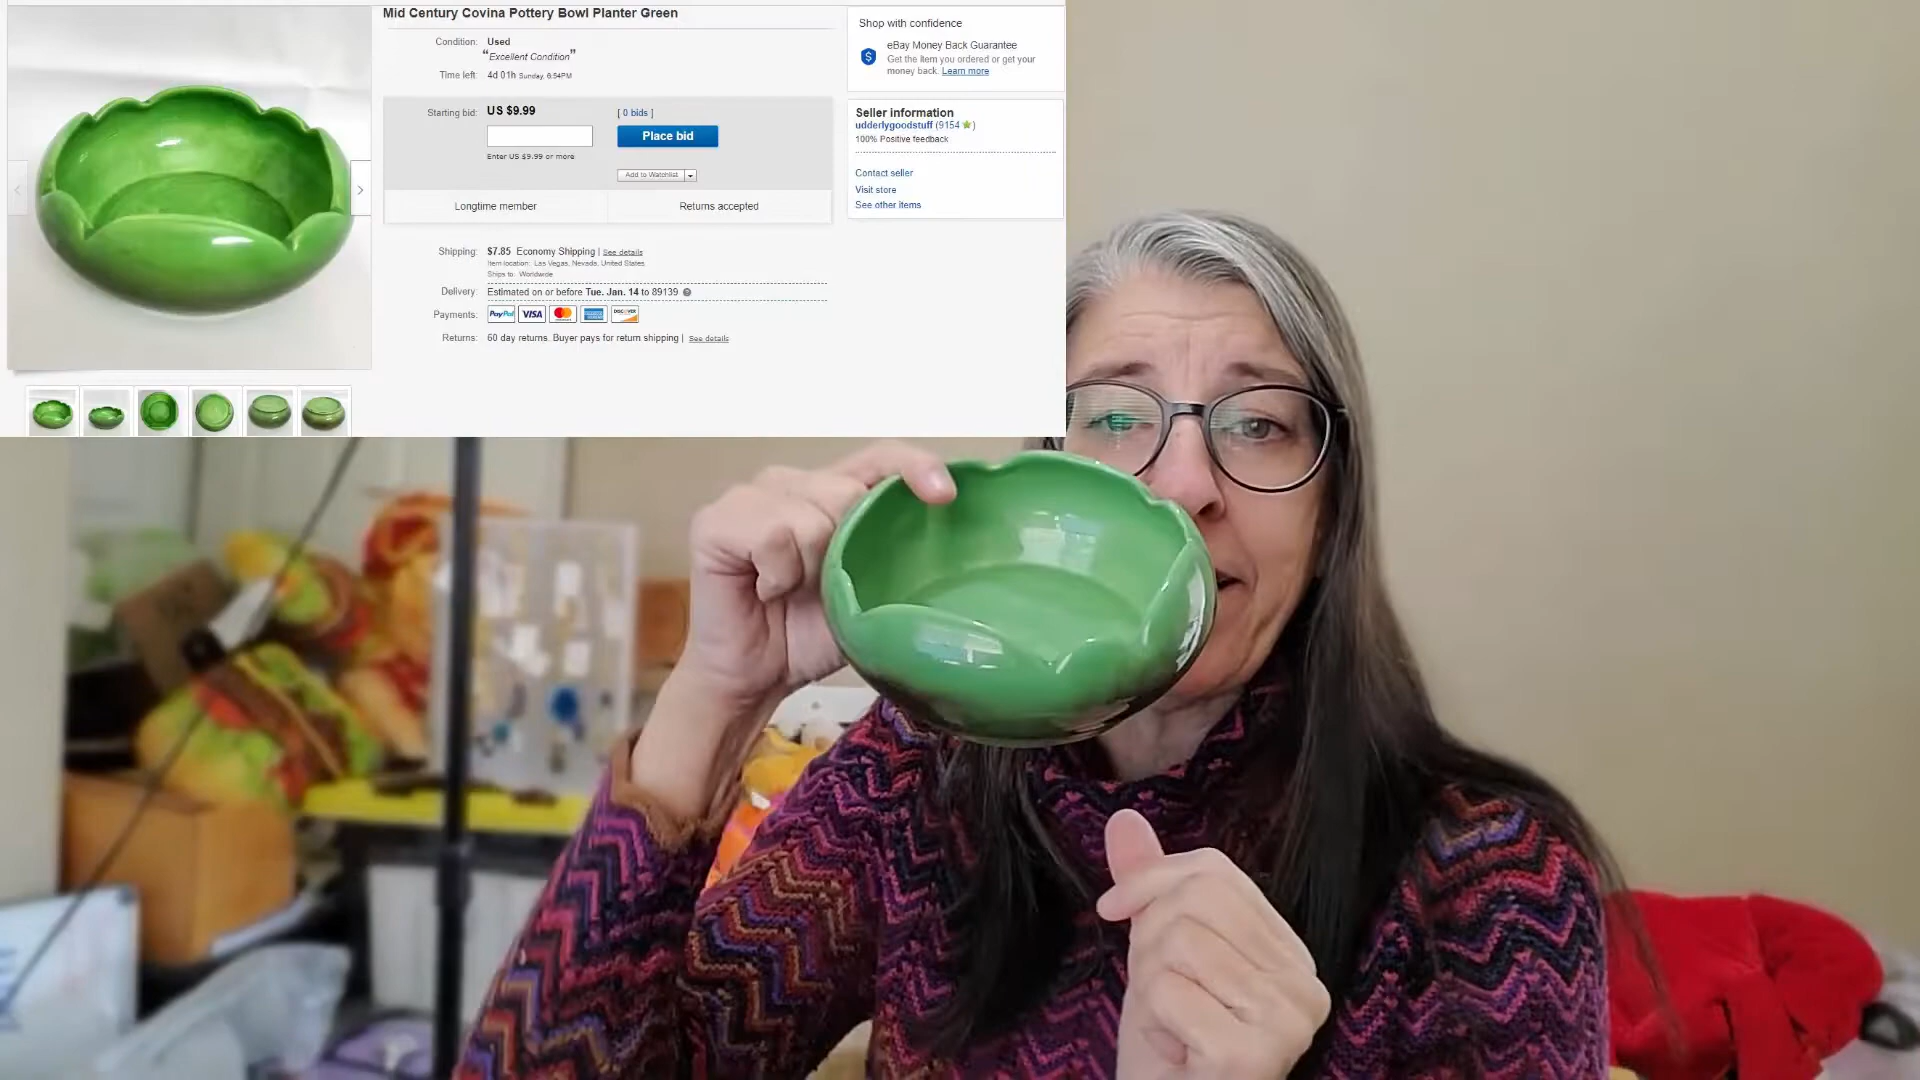 Mid Century Covina Pottery Bowl Planter Green
Condition: Used
"Excellent Condition"
Time left: 4d 01h Sunday, 6:54PM
Starting bid: US $9.99 [ 0 bids ]
Place bid
Enter US $9.99 or more
Add to Watchlist
Longtime member Returns accepted
Shipping: $7.85 Economy Shipping | See details
Item location: Las Vegas, Nevada, United States
Ships to: Worldwide
Delivery: Estimated on or before Tue. Jan. 14 to 89139
Payments: PayPal VISA DISCOVER
Returns: 60 day returns. Buyer pays for return shipping | See details
Shop with confidence
eBay Money Back Guarantee
Get the item you ordered or get your
money back. Learn more
Seller information
udderlygoodstuff (9154 )
100% Positive feedback
Contact seller
Visit store
See other items